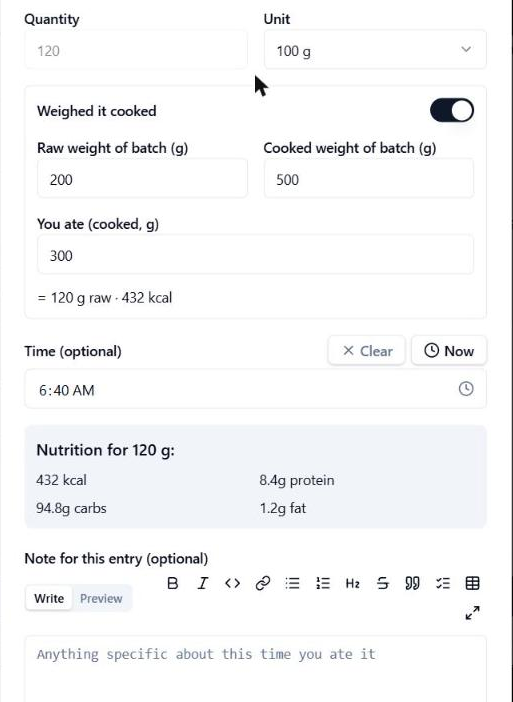 Quantity
Unit
120
100 g
Weighed it cooked
Raw weight of batch (g)
Cooked weight of batch (g)
200
500
You ate (cooked, g)
300
= 120 g raw · 432 kcal
Time (optional)
Clear
Now
6:40 AM
Nutrition for 120 g:
432 kcal
8.4g protein
94.8g carbs
1.2g fat
Note for this entry (optional)
Write
Preview
B I <> H2 S
Anything specific about this time you ate it